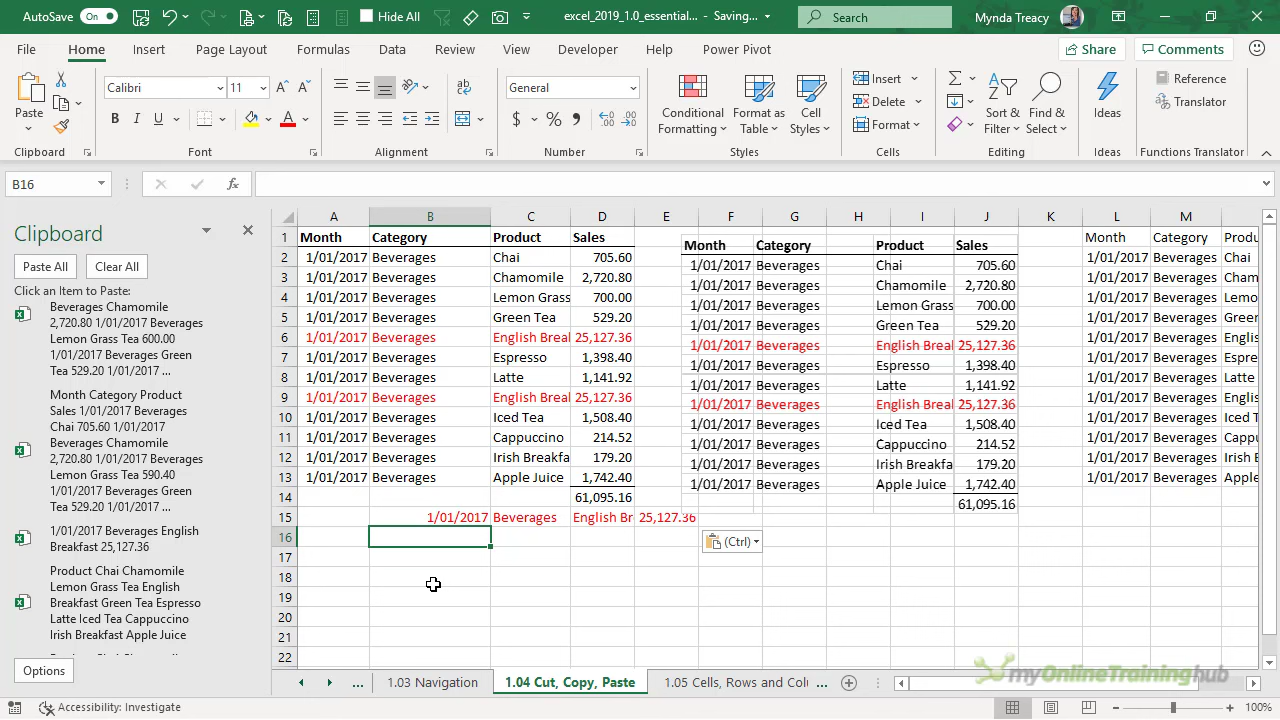 AutoSave On Hide All excel_2019_1.0_essential... - Saving... Search Mynda Treacy
File Home Insert Page Layout Formulas Data Review View Developer Help Power Pivot Share Comments
Paste Calibri 11 General Conditional Formatting Format as Table Cell Styles Insert Delete Format Sort & Filter Find & Select Ideas Reference Translator
Clipboard Font Alignment Number Styles Cells Editing Ideas Functions Translator
B16 fx
Clipboard
Paste All Clear All
Click an Item to Paste:
Beverages Chamomile
2,720.80 1/01/2017 Beverages
Lemon Grass Tea 600.00
1/01/2017 Beverages Green
Tea 529.20 1/01/2017 ...
Month Category Product
Sales 1/01/2017 Beverages
Chai 705.60 1/01/2017
Beverages Chamomile
2,720.80 1/01/2017 Beverages
Lemon Grass Tea 590.40
1/01/2017 Beverages Green
Tea 529.20 1/01/2017 ...
1/01/2017 Beverages English
Breakfast 25,127.36
Product Chai Chamomile
Lemon Grass Tea English
Breakfast Green Tea Espresso
Latte Iced Tea Cappuccino
Irish Breakfast Apple Juice
Options
A B C D E F G H I J K L M
1 Month Category Product Sales Month Category Product Sales Month Category Produ
2 1/01/2017 Beverages Chai 705.60 1/01/2017 Beverages Chai 705.60 1/01/2017 Beverages Chai
3 1/01/2017 Beverages Chamomile 2,720.80 1/01/2017 Beverages Chamomile 2,720.80 1/01/2017 Beverages Cham
4 1/01/2017 Beverages Lemon Grass 700.00 1/01/2017 Beverages Lemon Grass 700.00 1/01/2017 Beverages Lemo
5 1/01/2017 Beverages Green Tea 529.20 1/01/2017 Beverages Green Tea 529.20 1/01/2017 Beverages Green
6 1/01/2017 Beverages English Breal 25,127.36 1/01/2017 Beverages English Breal 25,127.36 1/01/2017 Beverages Englis
7 1/01/2017 Beverages Espresso 1,398.40 1/01/2017 Beverages Espresso 1,398.40 1/01/2017 Beverages Espre
8 1/01/2017 Beverages Latte 1,141.92 1/01/2017 Beverages Latte 1,141.92 1/01/2017 Beverages Latte
9 1/01/2017 Beverages English Breal 25,127.36 1/01/2017 Beverages English Breal 25,127.36 1/01/2017 Beverages Englis
10 1/01/2017 Beverages Iced Tea 1,508.40 1/01/2017 Beverages Iced Tea 1,508.40 1/01/2017 Beverages Iced T
11 1/01/2017 Beverages Cappuccino 214.52 1/01/2017 Beverages Cappuccino 214.52 1/01/2017 Beverages Cappu
12 1/01/2017 Beverages Irish Breakfa 179.20 1/01/2017 Beverages Irish Breakfa 179.20 1/01/2017 Beverages Irish B
13 1/01/2017 Beverages Apple Juice 1,742.40 1/01/2017 Beverages Apple Juice 1,742.40 1/01/2017 Beverages Apple
14 61,095.16 61,095.16
15 1/01/2017 Beverages English Br 25,127.36
16 (Ctrl)
17
18
19
20
21
22
... 1.03 Navigation 1.04 Cut, Copy, Paste 1.05 Cells, Rows and Colu ...
myOnlineTraininghub
Accessibility: Investigate 100%